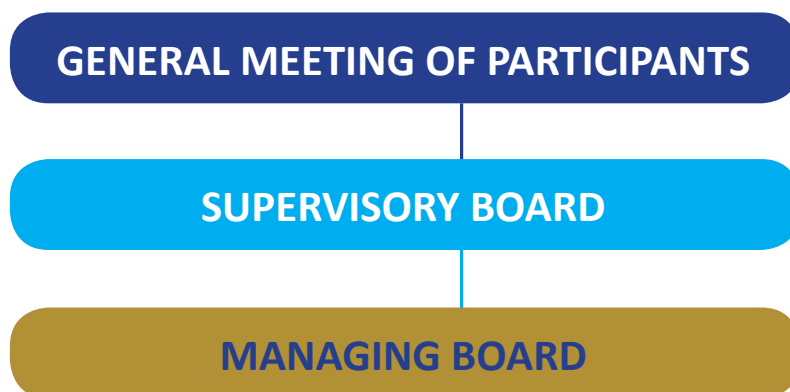 GENERAL MEETING OF PARTICIPANTS
SUPERVISORY BOARD
MANAGING BOARD